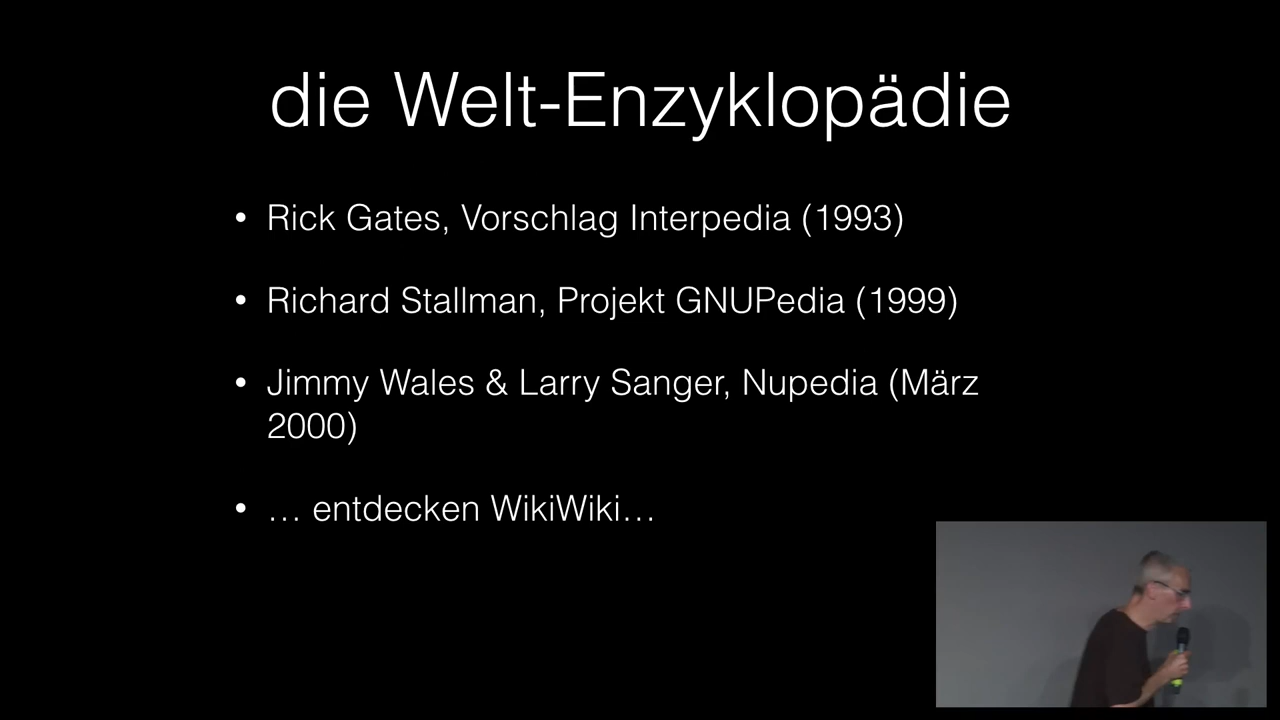 die Welt-Enzyklopädie
• Rick Gates, Vorschlag Interpedia (1993)
• Richard Stallman, Projekt GNUPedia (1999)
• Jimmy Wales & Larry Sanger, Nupedia (März
2000)
• … entdecken WikiWiki…